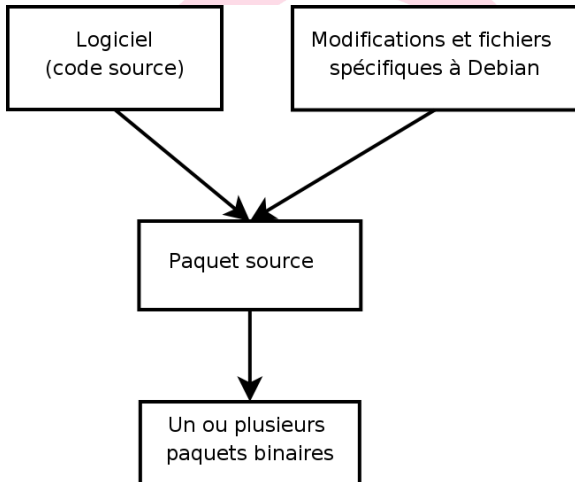 Logiciel
(code source)
Modifications et fichiers
spécifiques à Debian
Paquet source
Un ou plusieurs
paquets binaires